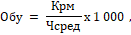 Обу = Крм / Чсред х 1 000 ,